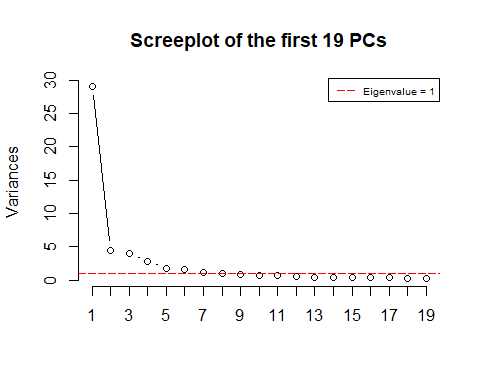 Screeplot of the first 19 PCs
Eigenvalue = 1
Variances
30
25
20
15
10
5
0
1 3 5 7 9 11 13 15 17 19